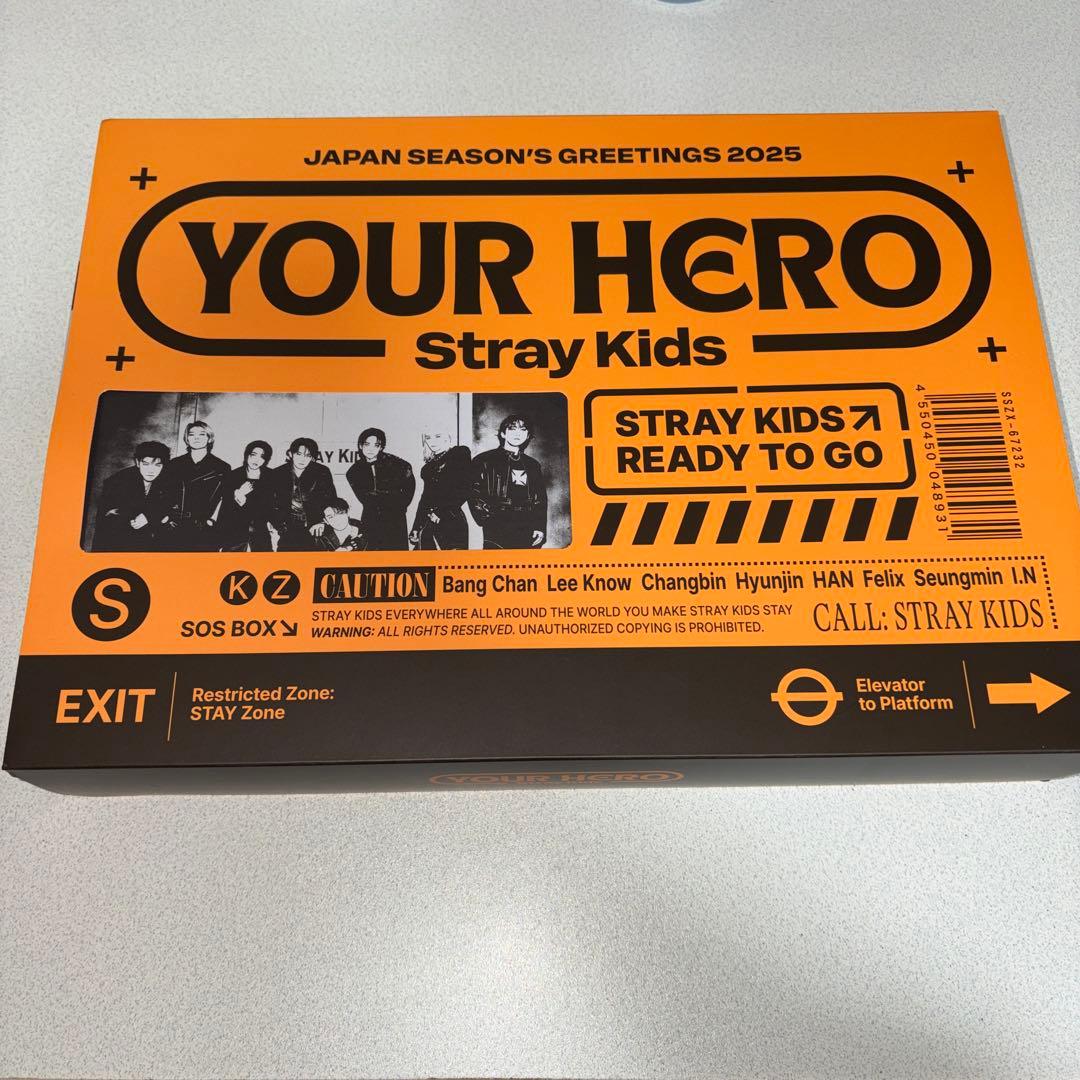 JAPAN SEASON'S GREETINGS 2025
YOUR HERO
Stray Kids
STRAY KIDS
READY TO GO
4 550450 048931
SSZX-67232
S
K Z
SOS BOX
CAUTION
Bang Chan Lee Know Changbin Hyunjin HAN Felix Seungmin I.N
STRAY KIDS EVERYWHERE ALL AROUND THE WORLD YOU MAKE STRAY KIDS STAY
WARNING: ALL RIGHTS RESERVED. UNAUTHORIZED COPYING IS PROHIBITED.
CALL: STRAY KIDS
EXIT
Restricted Zone:
STAY Zone
Elevator
to Platform
YOUR HERO